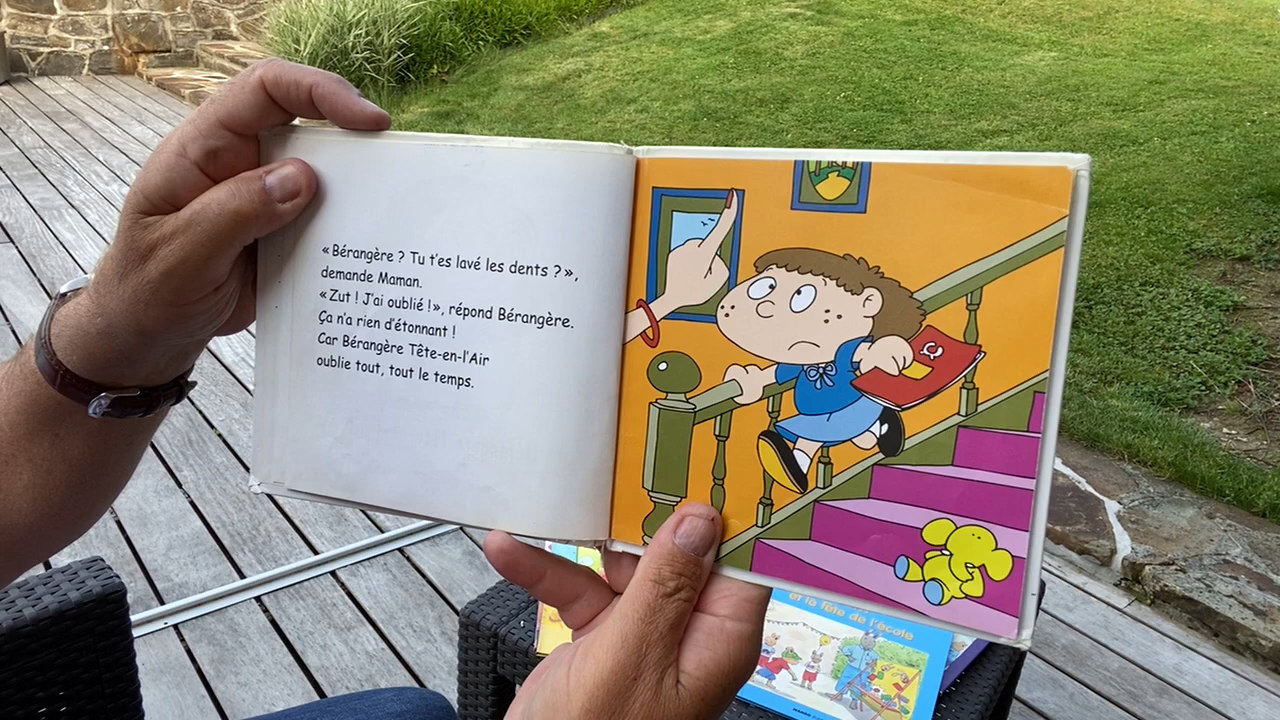 « Bérangère ? Tu t'es lavé les dents ? »,
demande Maman.
« Zut ! J'ai oublié ! », répond Bérangère.
Ça n'a rien d'étonnant !
Car Bérangère Tête-en-l'Air
oublie tout, tout le temps.
et la fête de l'école